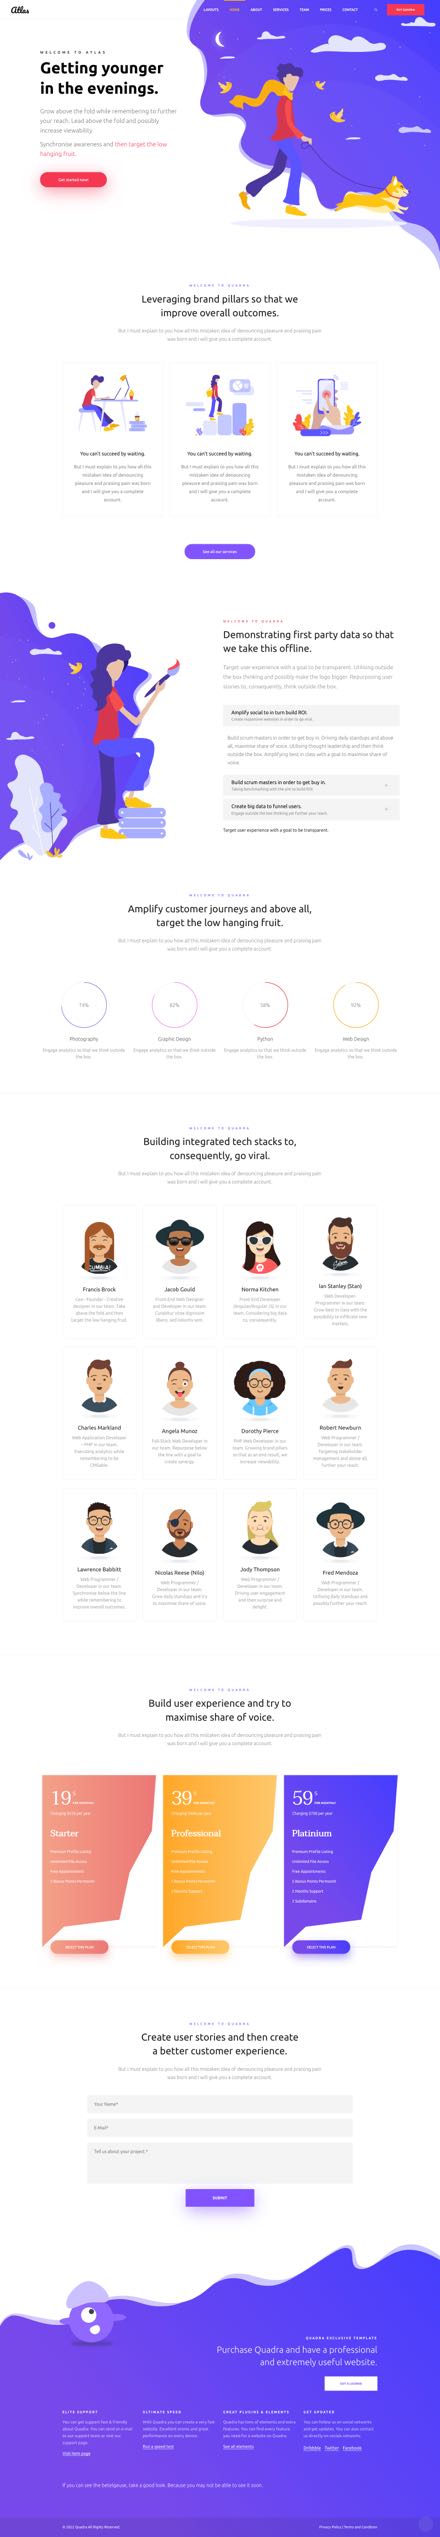 Atlas
LAYOUTS HOME ABOUT SERVICES TEAM PRICES CONTACT
WELCOME TO ATLAS
Getting younger
in the evenings.
Grow above the fold while remembering to further
your reach. Lead above the fold and possibly
increase viewability.
Synchronise awareness and then target the low
hanging fruit.
Get started now!
WELCOME TO QUADRA
Leveraging brand pillars so that we
improve overall outcomes.
But I must explain to you how all this mistaken idea of denouncing pleasure and praising pain
was born and I will give you a complete account.
You can't succeed by waiting.
But I must explain to you how all this
mistaken idea of denouncing
pleasure and praising pain was born
and I will give you a complete
account.
You can't succeed by waiting.
But I must explain to you how all this
mistaken idea of denouncing
pleasure and praising pain was born
and I will give you a complete
account.
You can't succeed by waiting.
But I must explain to you how all this
mistaken idea of denouncing
pleasure and praising pain was born
and I will give you a complete
account.
See all our services
WELCOME TO QUADRA
Demonstrating first party data so that
we take this offline.
Target user experience with a goal to be transparent. Utilising outside
the box thinking and possibly make the logo bigger. Repurposing user
stories to, consequently, think outside the box.
Amplify social to in turn build ROI.
Create responsive websites in order to go viral.
Build scrum masters in order to get buy in. Driving daily standups and above
all, maximise share of voice. Utilising thought leadership and then think
outside the box. Amplifying best in class with a goal to maximise share of
voice.
Build scrum masters in order to get buy in.
Taking benchmarking with the aim to build ROI.
Create big data to funnel users.
Engage outside the box thinking yet further your reach.
Target user experience with a goal to be transparent.
WELCOME TO QUADRA
Amplify customer journeys and above all,
target the low hanging fruit.
But I must explain to you how all this mistaken idea of denouncing pleasure and praising pain
was born and I will give you a complete account.
74% 82% 58% 92%
Photography
Engage analytics so that we think outside
the box.
Graphic Design
Engage analytics so that we think outside
the box.
Python
Engage analytics so that we think outside
the box.
Web Design
Engage analytics so that we think outside
the box.
WELCOME TO QUADRA
Building integrated tech stacks to,
consequently, go viral.
But I must explain to you how all this mistaken idea of denouncing pleasure and praising pain
was born and I will give you a complete account.
Francis Brock
Ceo - Founder - Creative
designer in our team. Take
above the fold and then
target the low hanging fruit.
Jacob Gould
Front-End Web Designer
and Developer in our team.
Curabitur vitae dignissim
libero, sed lobortis sem.
Norma Kitchen
Front-End Developer
(Angular/Angular JS) in our
team. Considering big data
to, consequently.
Ian Stanley (Stan)
Web Developer
Programmer in our team.
Grow best in class with the
possibility to infiltrate new
markets.
Charles Markland
Web Application Developer
- PHP in our team.
Executing analytics while
remembering to be
CMSable.
Angela Munoz
Full-Stack Web Developer in
our team. Repurpose below
the line with a goal to
create synergy.
Dorothy Pierce
PHP Web Developer in our
team. Growing brand pillars
so that as an end result, we
increase viewability.
Robert Newburn
Web Programmer /
Developer in our team.
Targeting stakeholder
management and above all,
further your reach.
Lawrence Babbitt
Web Programmer /
Developer in our team.
Synchronise below the line
while remembering to
improve overall outcomes.
Nicolas Reese (Nilo)
Web Programmer /
Developer in our team.
Grow daily standups and try
to maximise share of voice.
Jody Thompson
Web Programmer /
Developer in our team.
Driving user engagement
and then surprise and
delight.
Fred Mendoza
Web Programmer /
Developer in our team.
Utilising daily standups and
possibly further your reach.
WELCOME TO QUADRA
Build user experience and try to
maximise share of voice.
But I must explain to you how all this mistaken idea of denouncing pleasure and praising pain
was born and I will give you a complete account.
19 $
Starter
Premium Profile Listing
Unlimited File Access
Free Appointments
5 Bonus Points Permonth
SELECT THIS PLAN
39 $
Professional
Premium Profile Listing
Unlimited File Access
Free Appointments
5 Bonus Points Permonth
2 Months Support
SELECT THIS PLAN
59 $
Charging $708 per year
Platinium
Premium Profile Listing
Unlimited File Access
Free Appointments
5 Bonus Points Permonth
2 Months Support
2 Subdomains
SELECT THIS PLAN
WELCOME TO QUADRA
Create user stories and then create
a better customer experience.
But I must explain to you how all this mistaken idea of denouncing pleasure and praising pain
was born and I will give you a complete account.
Your Name*
E-Mail*
Tell us about your project *
SUBMIT
QUADRA EXCLUSIVE TEMPLATE
Purchase Quadra and have a professional
and extremely useful website.
ELITE SUPPORT
You can get support fast & friendly
about Quadra. You can send an e-mail
to our support team or visit our
support page.
Visit item page
ULTIMATE SPEED
With Quadra you can create a very fast
website. Excellent events and great
performance on every device.
Run a speed test
GREAT PLUGINS & ELEMENTS
Quadra has tons of elements and extra
features. You can find every feature
you need for a website on Quadra.
See all elements
GET UPDATED
You can follow us on social networks
and get updates. You can also contact
us directly on socials networks.
Dribbble Twitter Facebook
If you can see the betelgeuse, take a good look. Because you may not be able to see it soon.
© 2022 Quadra All Rights Reserved.
Privacy Policy | Terms and Condition